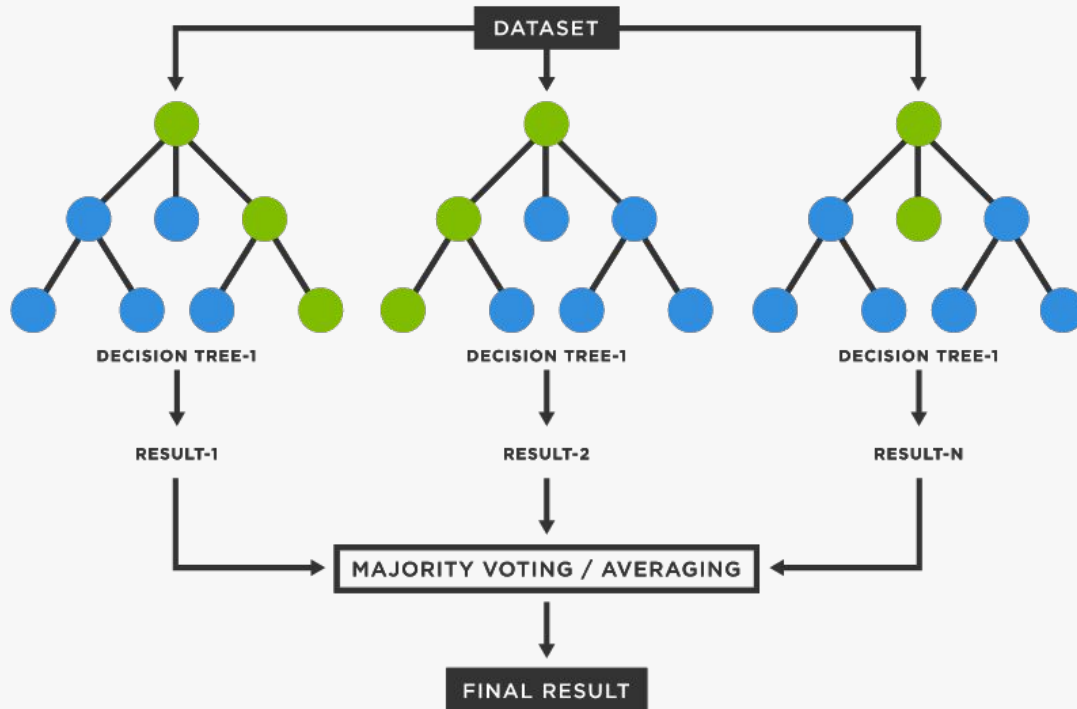 DATASET
DECISION TREE-1
DECISION TREE-1
DECISION TREE-1
RESULT-1
RESULT-2
RESULT-N
MAJORITY VOTING / AVERAGING
FINAL RESULT